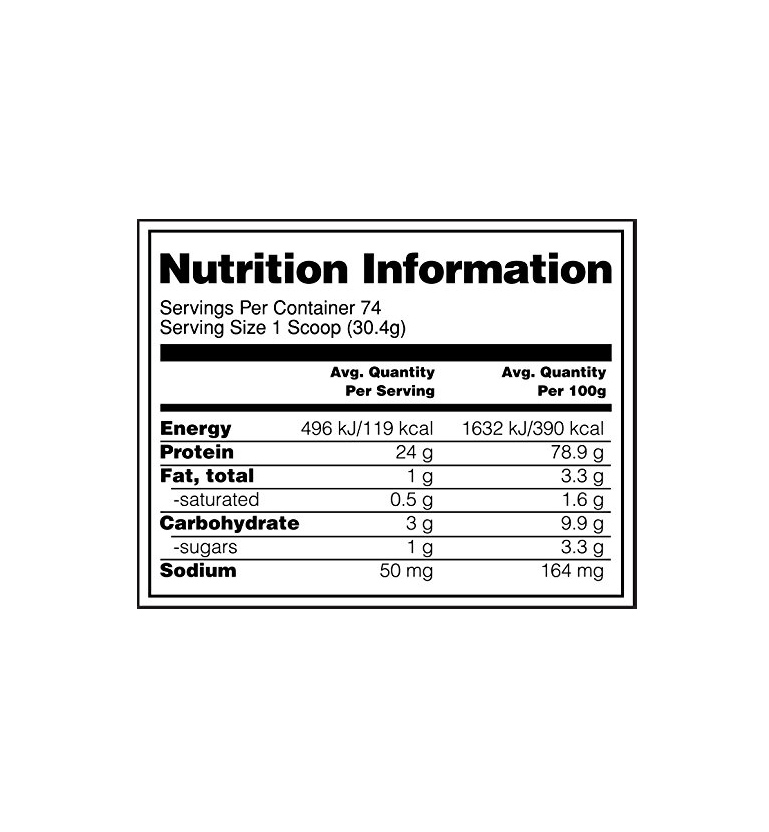 Nutrition Information
Servings Per Container 74
Serving Size 1 Scoop (30.4g)
Avg. Quantity Avg. Quantity
Per Serving Per 100g
Energy 496 kJ/119 kcal 1632 kJ/390 kcal
Protein 24 g 78.9 g
Fat, total 1 g 3.3 g
-saturated 0.5 g 1.6 g
Carbohydrate 3 g 9.9 g
-sugars 1 g 3.3 g
Sodium 50 mg 164 mg